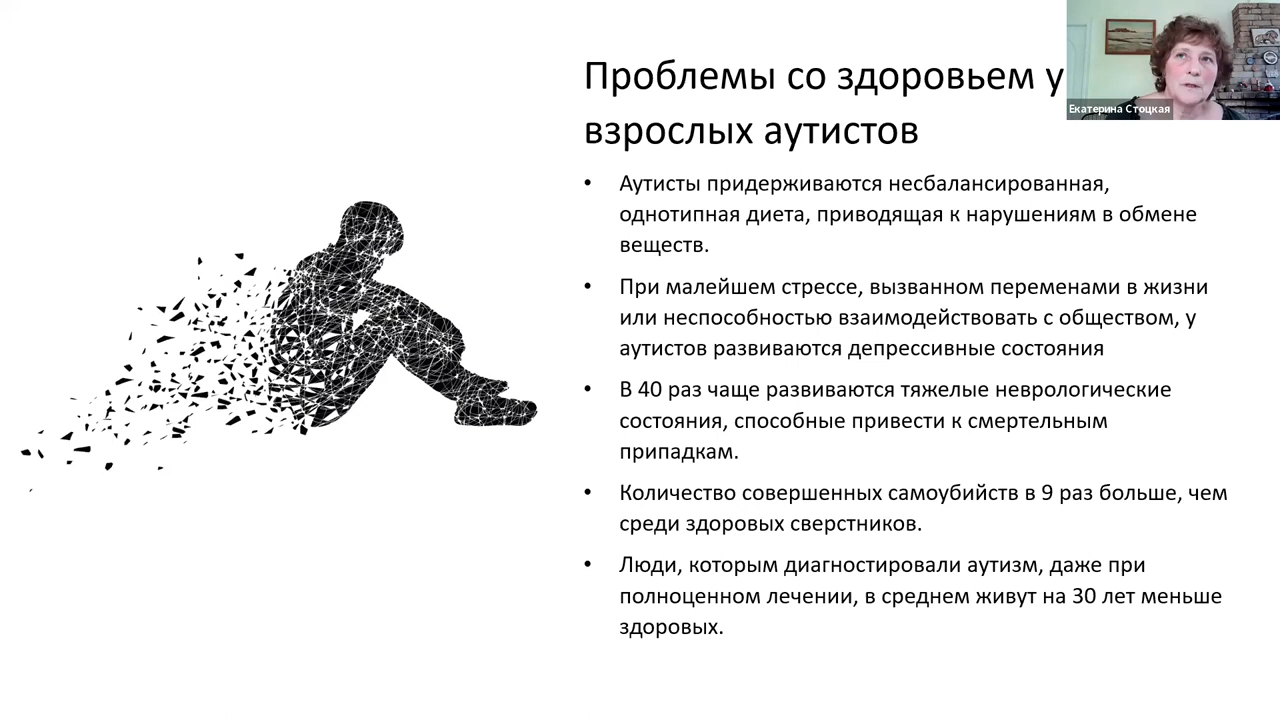 Проблемы со здоровьем у
взрослых аутистов
Екатерина Стоцкая
• Аутисты придерживаются несбалансированная,
однотипная диета, приводящая к нарушениям в обмене
веществ.
• При малейшем стрессе, вызванном переменами в жизни
или неспособностью взаимодействовать с обществом, у
аутистов развиваются депрессивные состояния
• В 40 раз чаще развиваются тяжелые неврологические
состояния, способные привести к смертельным
припадкам.
• Количество совершенных самоубийств в 9 раз больше, чем
среди здоровых сверстников.
• Люди, которым диагностировали аутизм, даже при
полноценном лечении, в среднем живут на 30 лет меньше
здоровых.